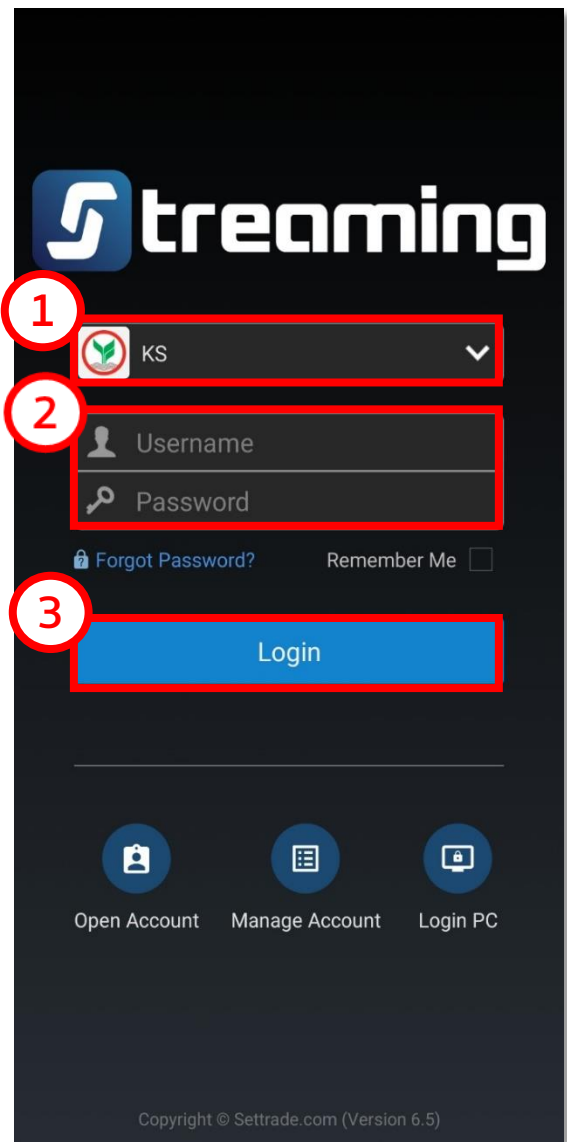 Streaming
1
KS
2
Username
Password
Forgot Password?
Remember Me
3
Login
Open Account
Manage Account
Login PC
Copyright © Settrade.com (Version 6.5)